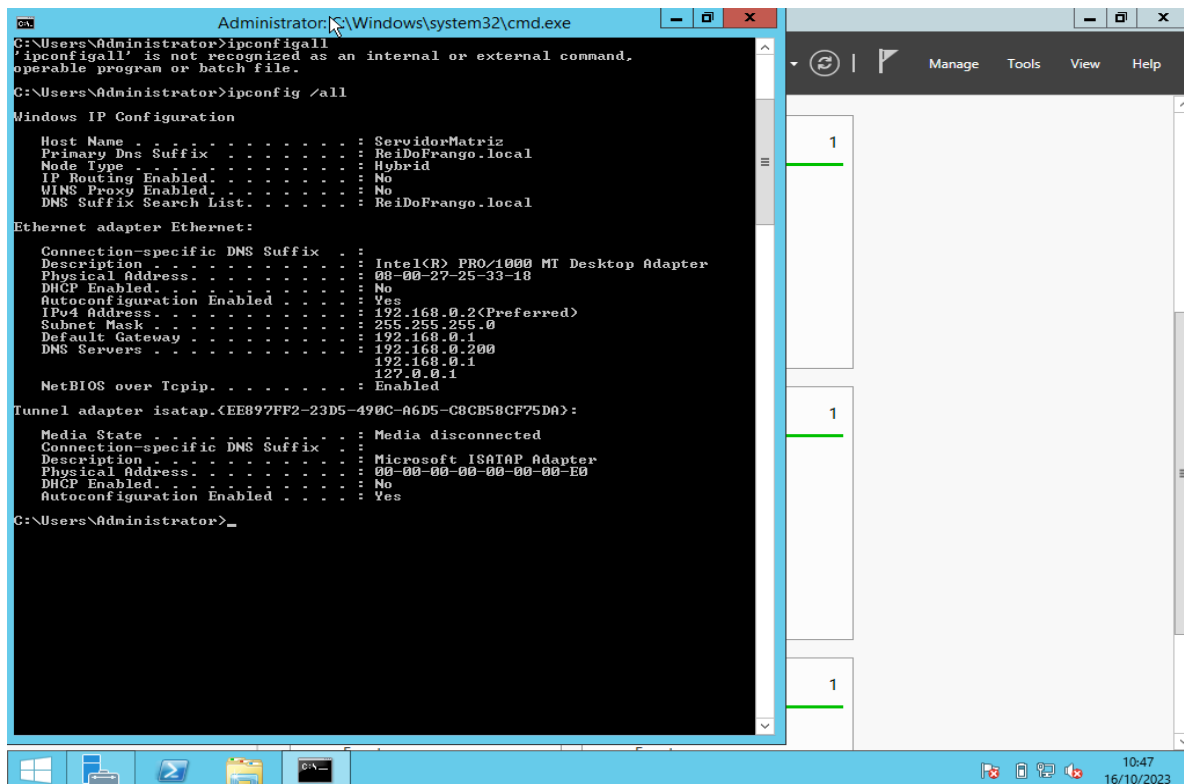 Administrator: C:\Windows\system32\cmd.exe
C:\Users\Administrator>ipconfigall
'ipconfigall' is not recognized as an internal or external command,
operable program or batch file.
C:\Users\Administrator>ipconfig /all
Windows IP Configuration
Host Name . . . . . . . . . . . . : ServidorMatriz
Primary Dns Suffix . . . . . . . : ReiDoFrango.local
Node Type . . . . . . . . . . . . : Hybrid
IP Routing Enabled. . . . . . . . : No
WINS Proxy Enabled. . . . . . . . : No
DNS Suffix Search List. . . . . . : ReiDoFrango.local
Ethernet adapter Ethernet:
Connection-specific DNS Suffix . :
Description . . . . . . . . . . . : Intel(R) PRO/1000 MT Desktop Adapter
Physical Address. . . . . . . . . : 08-00-27-25-33-18
DHCP Enabled. . . . . . . . . . . : No
Autoconfiguration Enabled . . . . : Yes
IPv4 Address. . . . . . . . . . . : 192.168.0.2(Preferred)
Subnet Mask . . . . . . . . . . . : 255.255.255.0
Default Gateway . . . . . . . . . : 192.168.0.1
DNS Servers . . . . . . . . . . . : 192.168.0.200
192.168.0.1
127.0.0.1
NetBIOS over Tcpip. . . . . . . . : Enabled
Tunnel adapter isatap.{EE897FF2-23D5-490C-A6D5-C8CB58CF75DA}:
Media State . . . . . . . . . . . : Media disconnected
Connection-specific DNS Suffix . :
Description . . . . . . . . . . . : Microsoft ISATAP Adapter
Physical Address. . . . . . . . . : 00-00-00-00-00-00-00-E0
DHCP Enabled. . . . . . . . . . . : No
Autoconfiguration Enabled . . . . : Yes
C:\Users\Administrator>_
Manage Tools View Help
1
1
1
10:47
16/10/2023